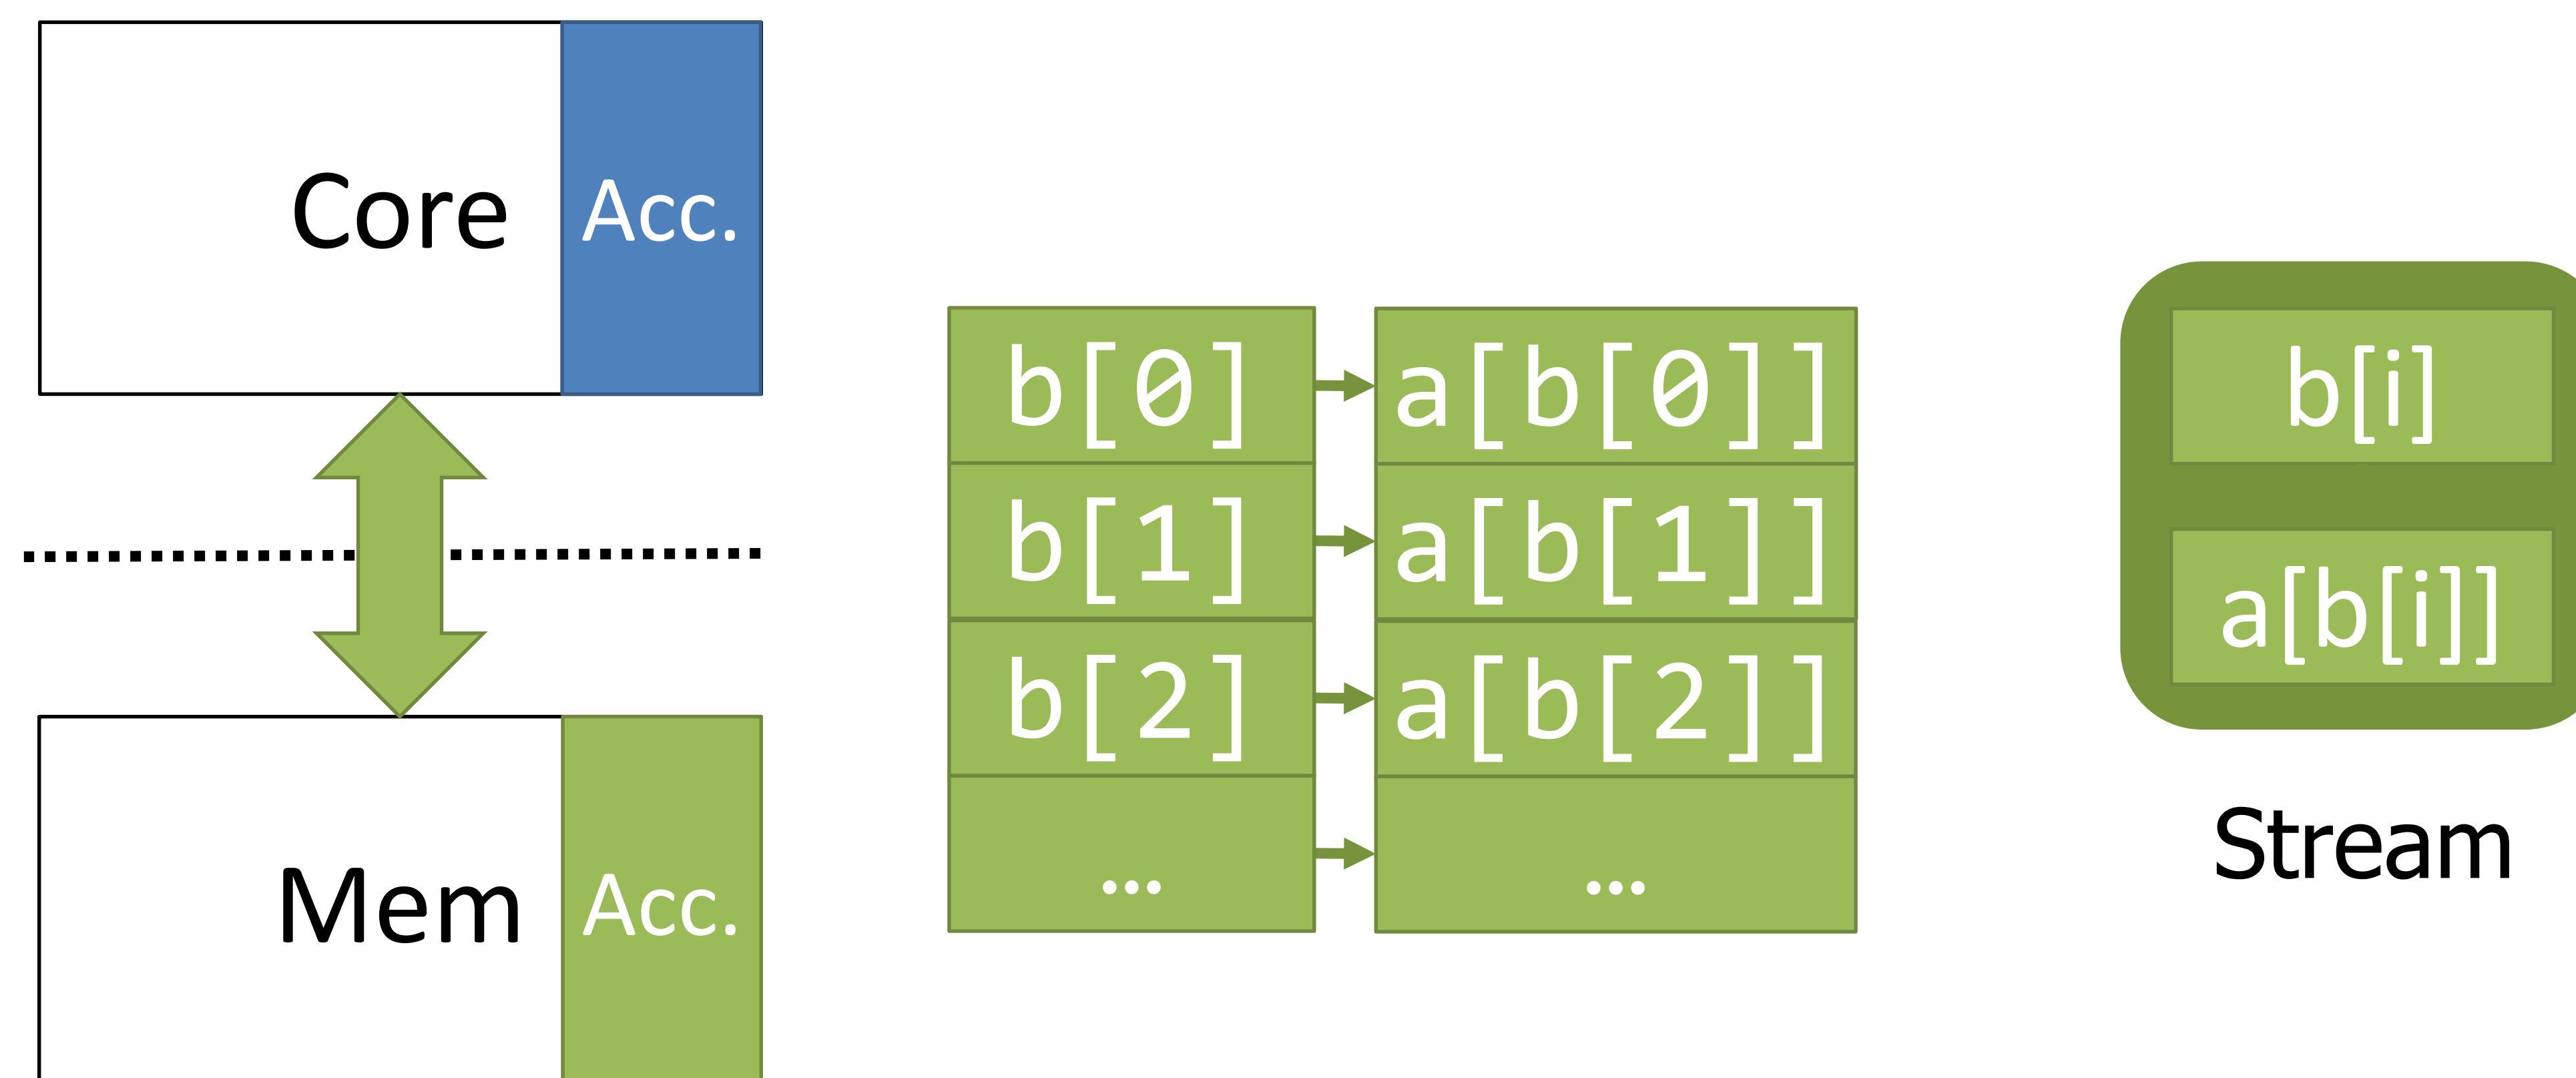 Core
Acc.
Mem
Acc.
b[0]
a[b[0]]
b[1]
a[b[1]]
b[2]
a[b[2]]
...
...
b[i]
a[b[i]]
Stream